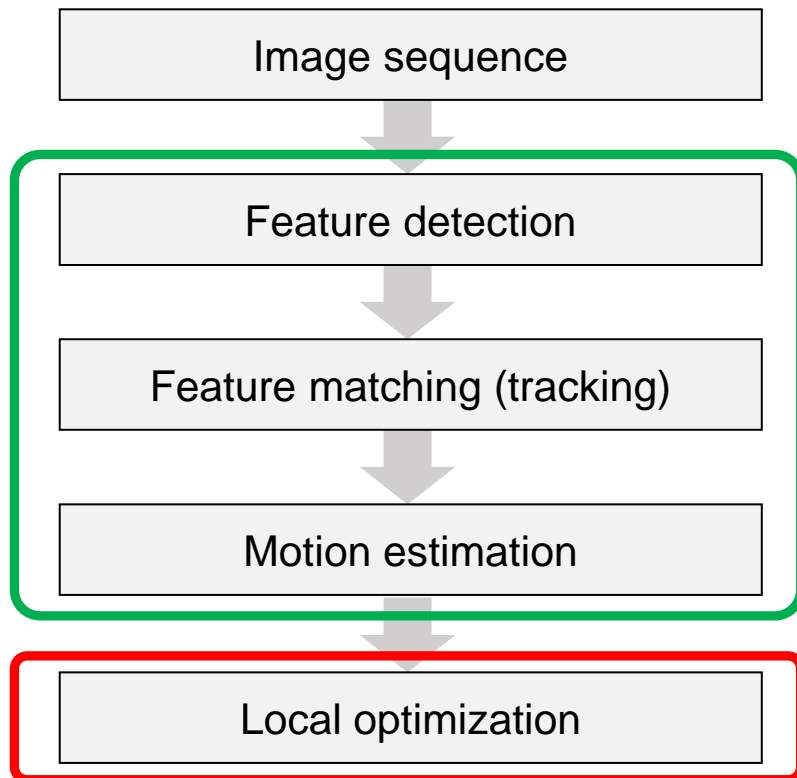 Image sequence
Feature detection
Feature matching (tracking)
Motion estimation
Local optimization